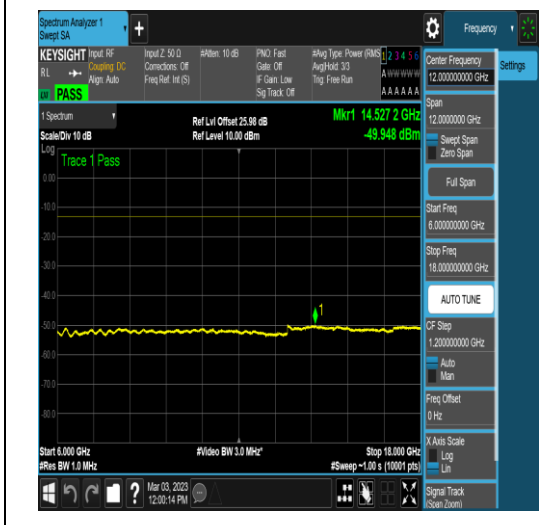 Spectrum Analyzer 1
Swept SA
+
Frequency
KEYSIGHT
Input: RF
Coupling: DC
Align: Auto
Input Z: 50 Ω
Corrections: Off
Freq Ref: Int (S)
#Atten: 10 dB
PNO: Fast
Gate: Off
IF Gain: Low
Sig Track: Off
#Avg Type: Power (RMS)
Avg|Hold: 3/3
Trig: Free Run
1 2 3 4 5 6
A W W W W W
A A A A A A
RL
PASS
1 Spectrum
Scale/Div 10 dB
Ref Lvl Offset 25.98 dB
Ref Level 10.00 dBm
Mkr1 14.527 2 GHz
-49.948 dBm
Log
Trace 1 Pass
0.00
-10.0
-20.0
-30.0
-40.0
-50.0
-60.0
-70.0
-80.0
1
Start 6.000 GHz
#Res BW 1.0 MHz
#Video BW 3.0 MHz*
Stop 18.000 GHz
#Sweep ~1.00 s (10001 pts)
Mar 03, 2023
12:00:14 PM
?
Settings
Center Frequency
12.000000000 GHz
Span
12.0000000 GHz
Swept Span
Zero Span
Full Span
Start Freq
6.000000000 GHz
Stop Freq
18.000000000 GHz
AUTO TUNE
CF Step
1.200000000 GHz
Auto
Man
Freq Offset
0 Hz
X Axis Scale
Log
Lin
Signal Track
(Span Zoom)